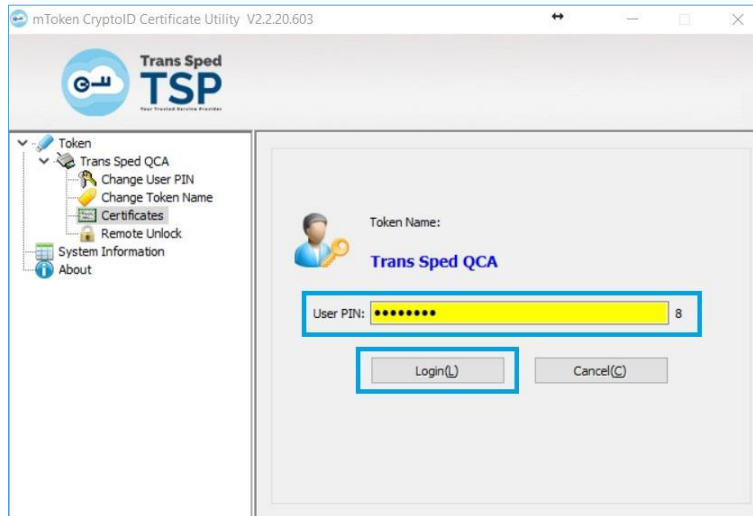 mToken CryptoID Certificate Utility V2.2.20.603
Trans Sped
TSP
Your Trusted Service Provider
Token
Trans Sped QCA
Change User PIN
Change Token Name
Certificates
Remote Unlock
System Information
About
Token Name:
Trans Sped QCA
User PIN: •••••••• 8
Login(L) Cancel(C)